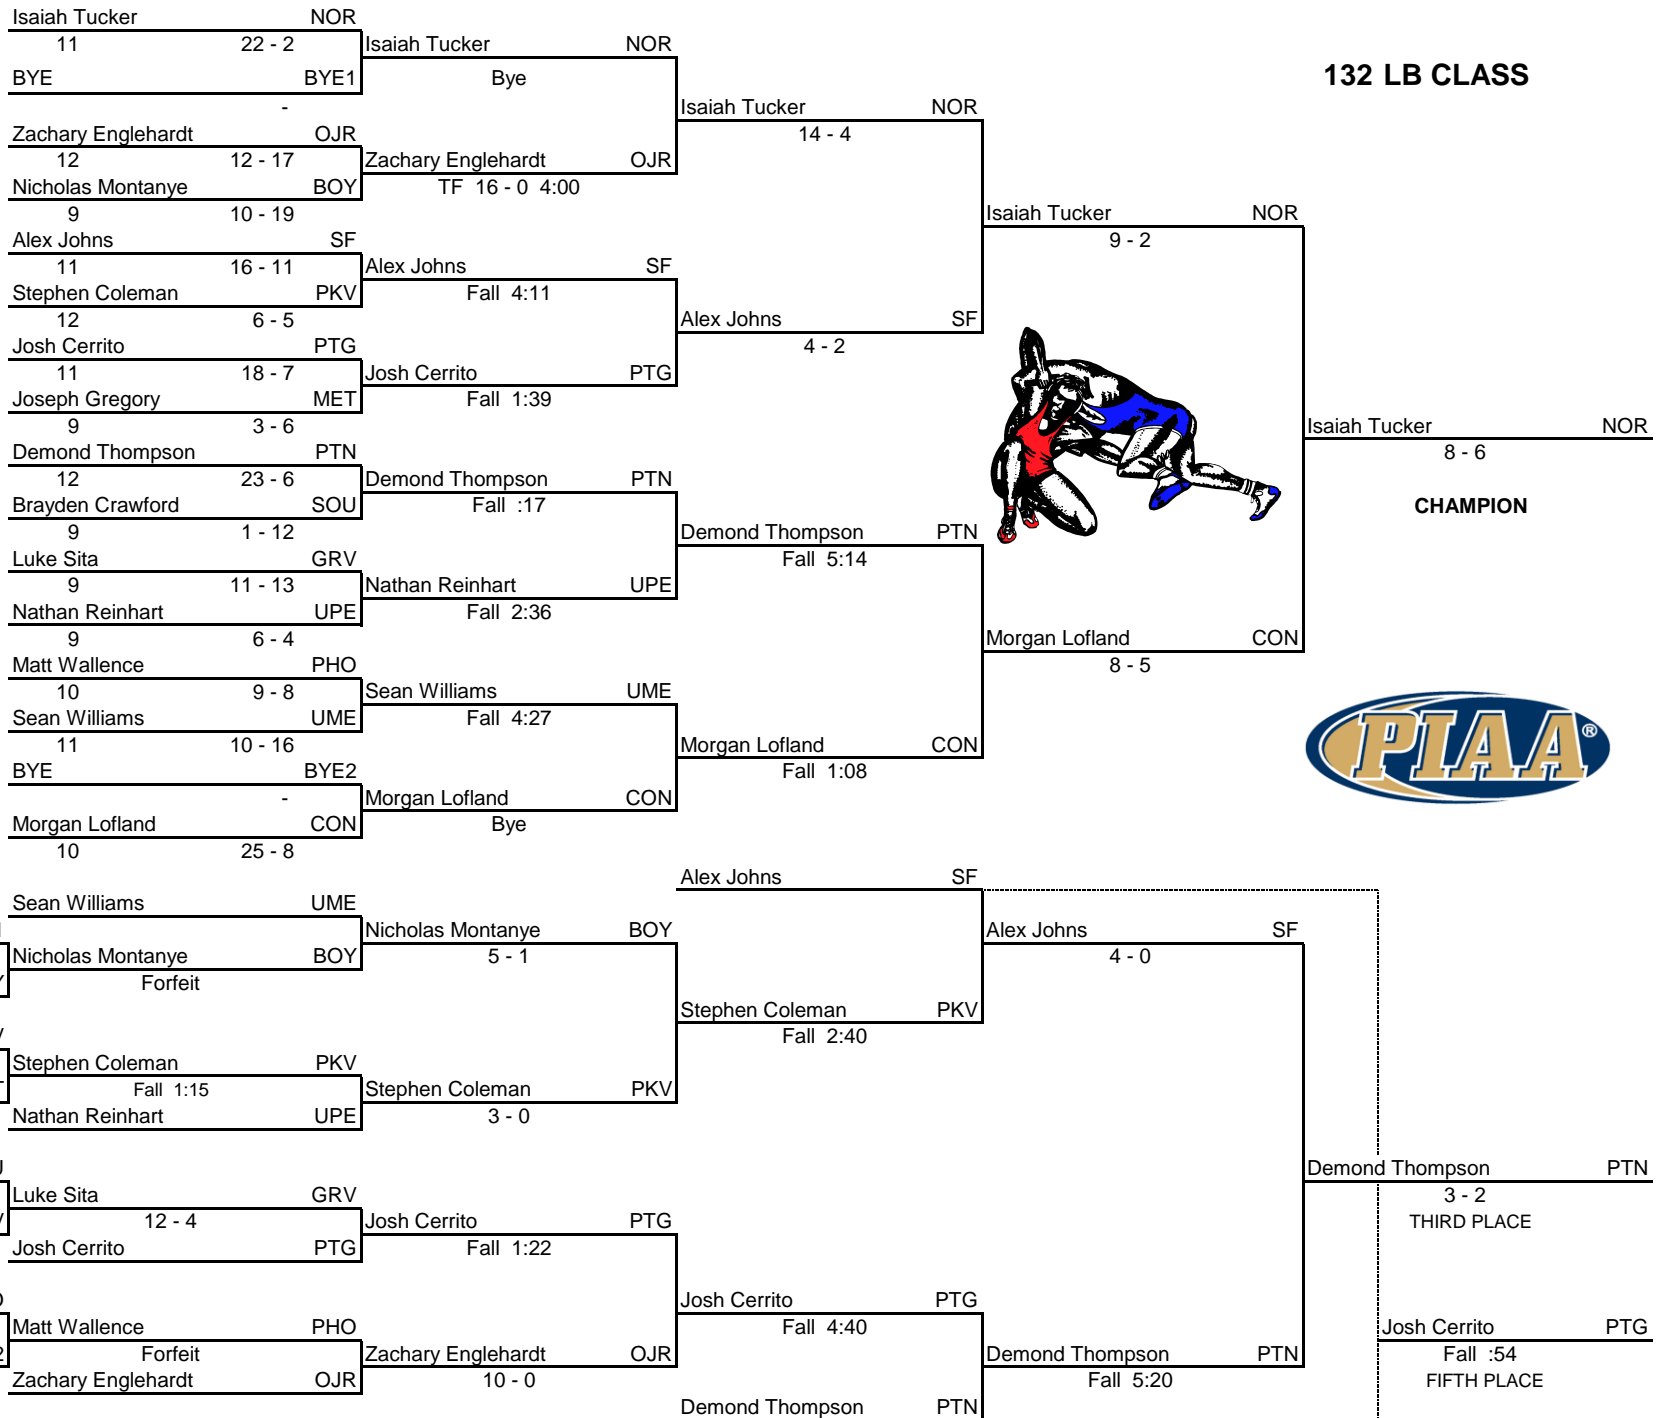 Isaiah Tucker NOR
11 22 - 2
BYE BYE1
-
Zachary Englehardt OJR
12 12 - 17
Nicholas Montanye BOY
9 10 - 19
Alex Johns SF
11 16 - 11
Stephen Coleman PKV
12 6 - 5
Josh Cerrito PTG
11 18 - 7
Joseph Gregory MET
9 3 - 6
Demond Thompson PTN
12 23 - 6
Brayden Crawford SOU
9 1 - 12
Luke Sita GRV
9 11 - 13
Nathan Reinhart UPE
9 6 - 4
Matt Wallence PHO
10 9 - 8
Sean Williams UME
11 10 - 16
BYE BYE2
-
Morgan Lofland CON
10 25 - 8
Isaiah Tucker NOR
Bye
Zachary Englehardt OJR
TF 16 - 0 4:00
Alex Johns SF
Fall 4:11
Josh Cerrito PTG
Fall 1:39
Demond Thompson PTN
Fall :17
Nathan Reinhart UPE
Fall 2:36
Sean Williams UME
Fall 4:27
Morgan Lofland CON
Bye
Isaiah Tucker NOR
14 - 4
Alex Johns SF
4 - 2
Demond Thompson PTN
Fall 5:14
Morgan Lofland CON
Fall 1:08
Isaiah Tucker NOR
9 - 2
Morgan Lofland CON
8 - 5
132 LB CLASS
Isaiah Tucker NOR
8 - 6
CHAMPION
PIAA®
Sean Williams UME
Nicholas Montanye BOY
Forfeit
Stephen Coleman PKV
Fall 1:15
Nathan Reinhart UPE
Luke Sita GRV
12 - 4
Josh Cerrito PTG
Matt Wallence PHO
Forfeit
Zachary Englehardt OJR
Nicholas Montanye BOY
5 - 1
Stephen Coleman PKV
3 - 0
Josh Cerrito PTG
Fall 1:22
Zachary Englehardt OJR
10 - 0
Alex Johns SF
Stephen Coleman PKV
Fall 2:40
Josh Cerrito PTG
Fall 4:40
Demond Thompson PTN
Alex Johns SF
4 - 0
Demond Thompson PTN
Fall 5:20
Demond Thompson PTN
3 - 2
THIRD PLACE
Josh Cerrito PTG
Fall :54
FIFTH PLACE